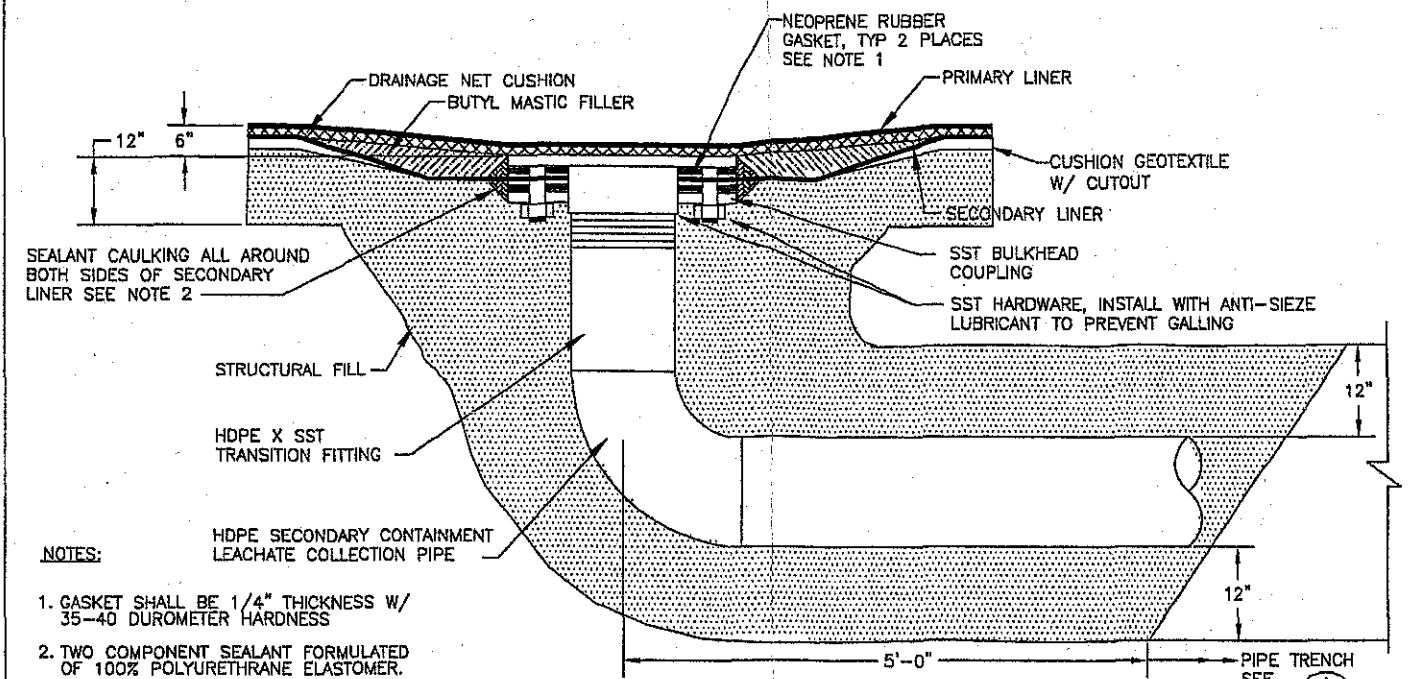 NEOPRENE RUBBER
GASKET, TYP 2 PLACES
SEE NOTE 1
DRAINAGE NET CUSHION
BUTYL MASTIC FILLER
PRIMARY LINER
12"
6"
CUSHION GEOTEXTILE
W/ CUTOUT
SECONDARY LINER
SEALANT CAULKING ALL AROUND
BOTH SIDES OF SECONDARY
LINER SEE NOTE 2
SST BULKHEAD
COUPLING
SST HARDWARE, INSTALL WITH ANTI-SIEZE
LUBRICANT TO PREVENT GALLING
STRUCTURAL FILL
12"
HDPE X SST
TRANSITION FITTING
HDPE SECONDARY CONTAINMENT
LEACHATE COLLECTION PIPE
NOTES:
1. GASKET SHALL BE 1/4" THICKNESS W/
35-40 DUROMETER HARDNESS
12"
2. TWO COMPONENT SEALANT FORMULATED
OF 100% POLYURETHRANE ELASTOMER.
5'-0"
PIPE TRENCH
SEE